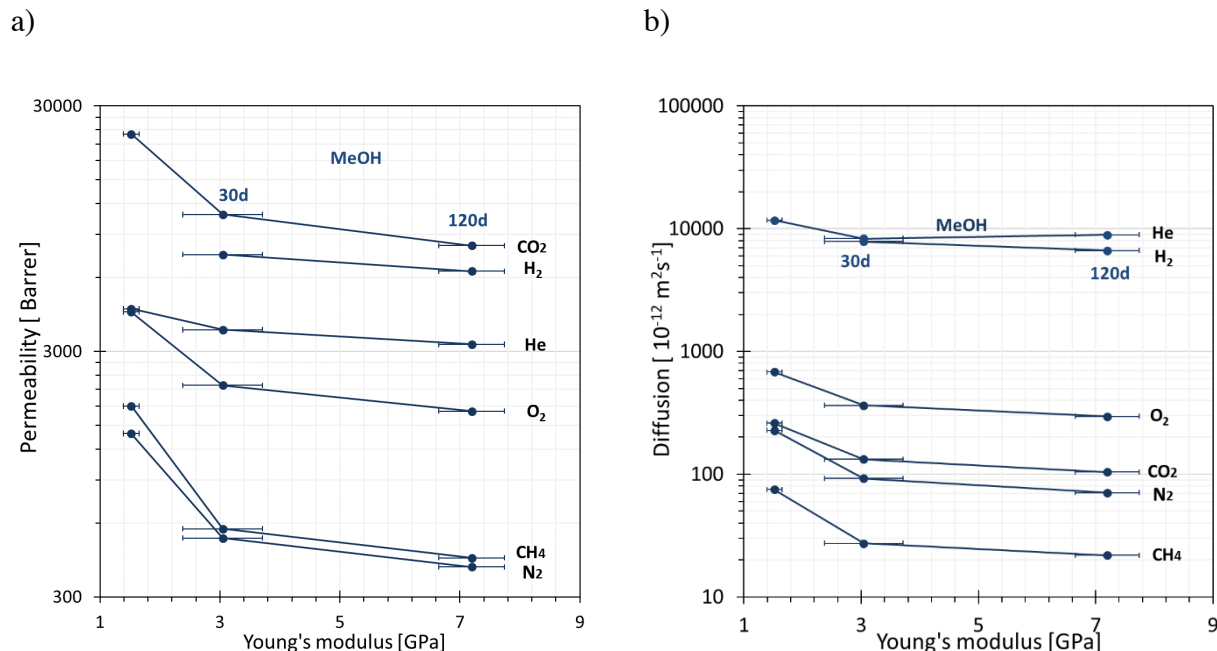 a)
30000
3000
300
Permeability [ Barrer]
MeOH
30d
120d
CO2
H2
He
O2
CH4
N2
1 3 5 7 9
Young's modulus [GPa]
b)
100000
10000
1000
100
10
Diffusion [ 10⁻¹² m²s⁻¹]
MeOH
30d
120d
He
H₂
O₂
CO2
N2
CH4
1 3 5 7 9
Young's modulus [GPa]